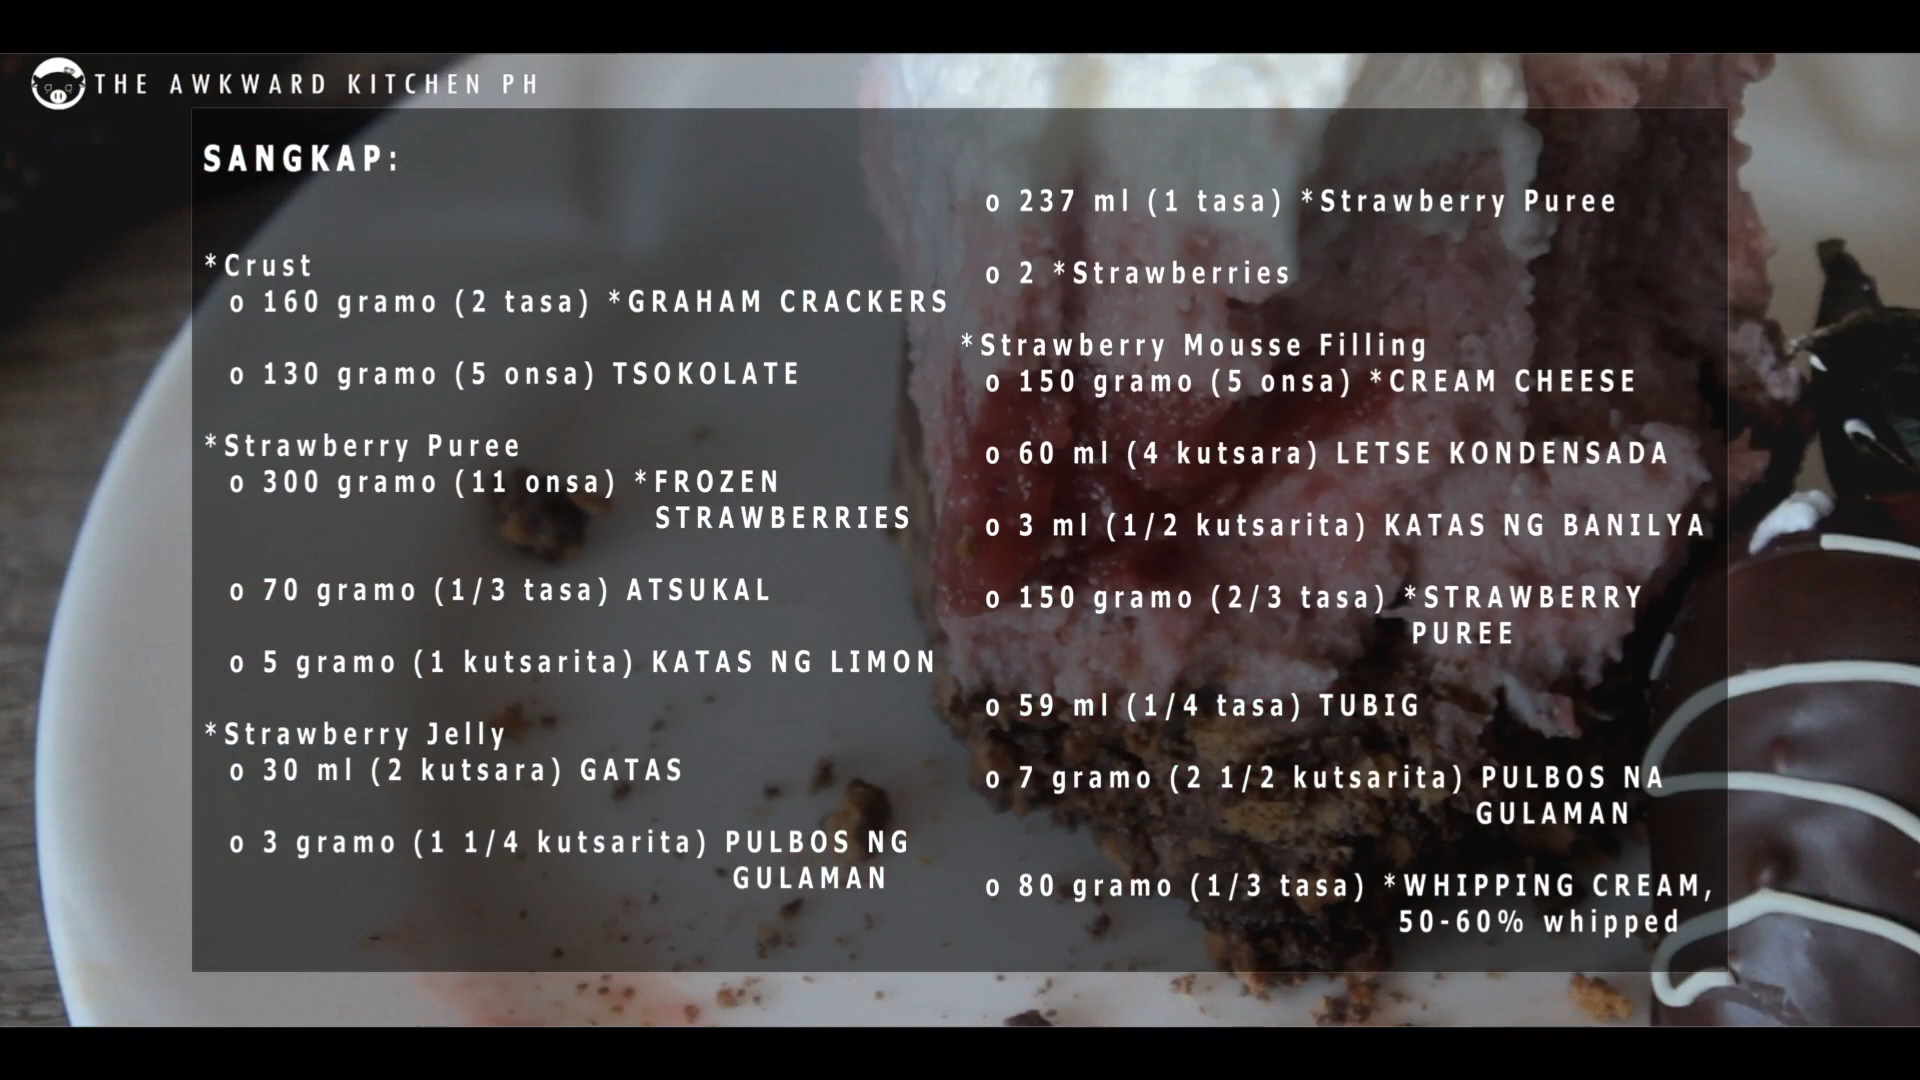 THE AWKWARD KITCHEN PH
SANGKAP:
*Crust
o 160 gramo (2 tasa) *GRAHAM CRACKERS
o 130 gramo (5 onsa) TSOKOLATE
*Strawberry Puree
o 300 gramo (11 onsa) *FROZEN
STRAWBERRIES
o 70 gramo (1/3 tasa) ATSUKAL
o 5 gramo (1 kutsarita) KATAS NG LIMON
*Strawberry Jelly
o 30 ml (2 kutsara) GATAS
o 3 gramo (1 1/4 kutsarita) PULBOS NG
GULAMAN
o 237 ml (1 tasa) *Strawberry Puree
o 2 *Strawberries
*Strawberry Mousse Filling
o 150 gramo (5 onsa) *CREAM CHEESE
o 60 ml (4 kutsara) LETSE KONDENSADA
o 3 ml (1/2 kutsarita) KATAS NG BANILYA
o 150 gramo (2/3 tasa) *STRAWBERRY
PUREE
o 59 ml (1/4 tasa) TUBIG
o 7 gramo (2 1/2 kutsarita) PULBOS NA
GULAMAN
o 80 gramo (1/3 tasa) *WHIPPING CREAM,
50-60% whipped